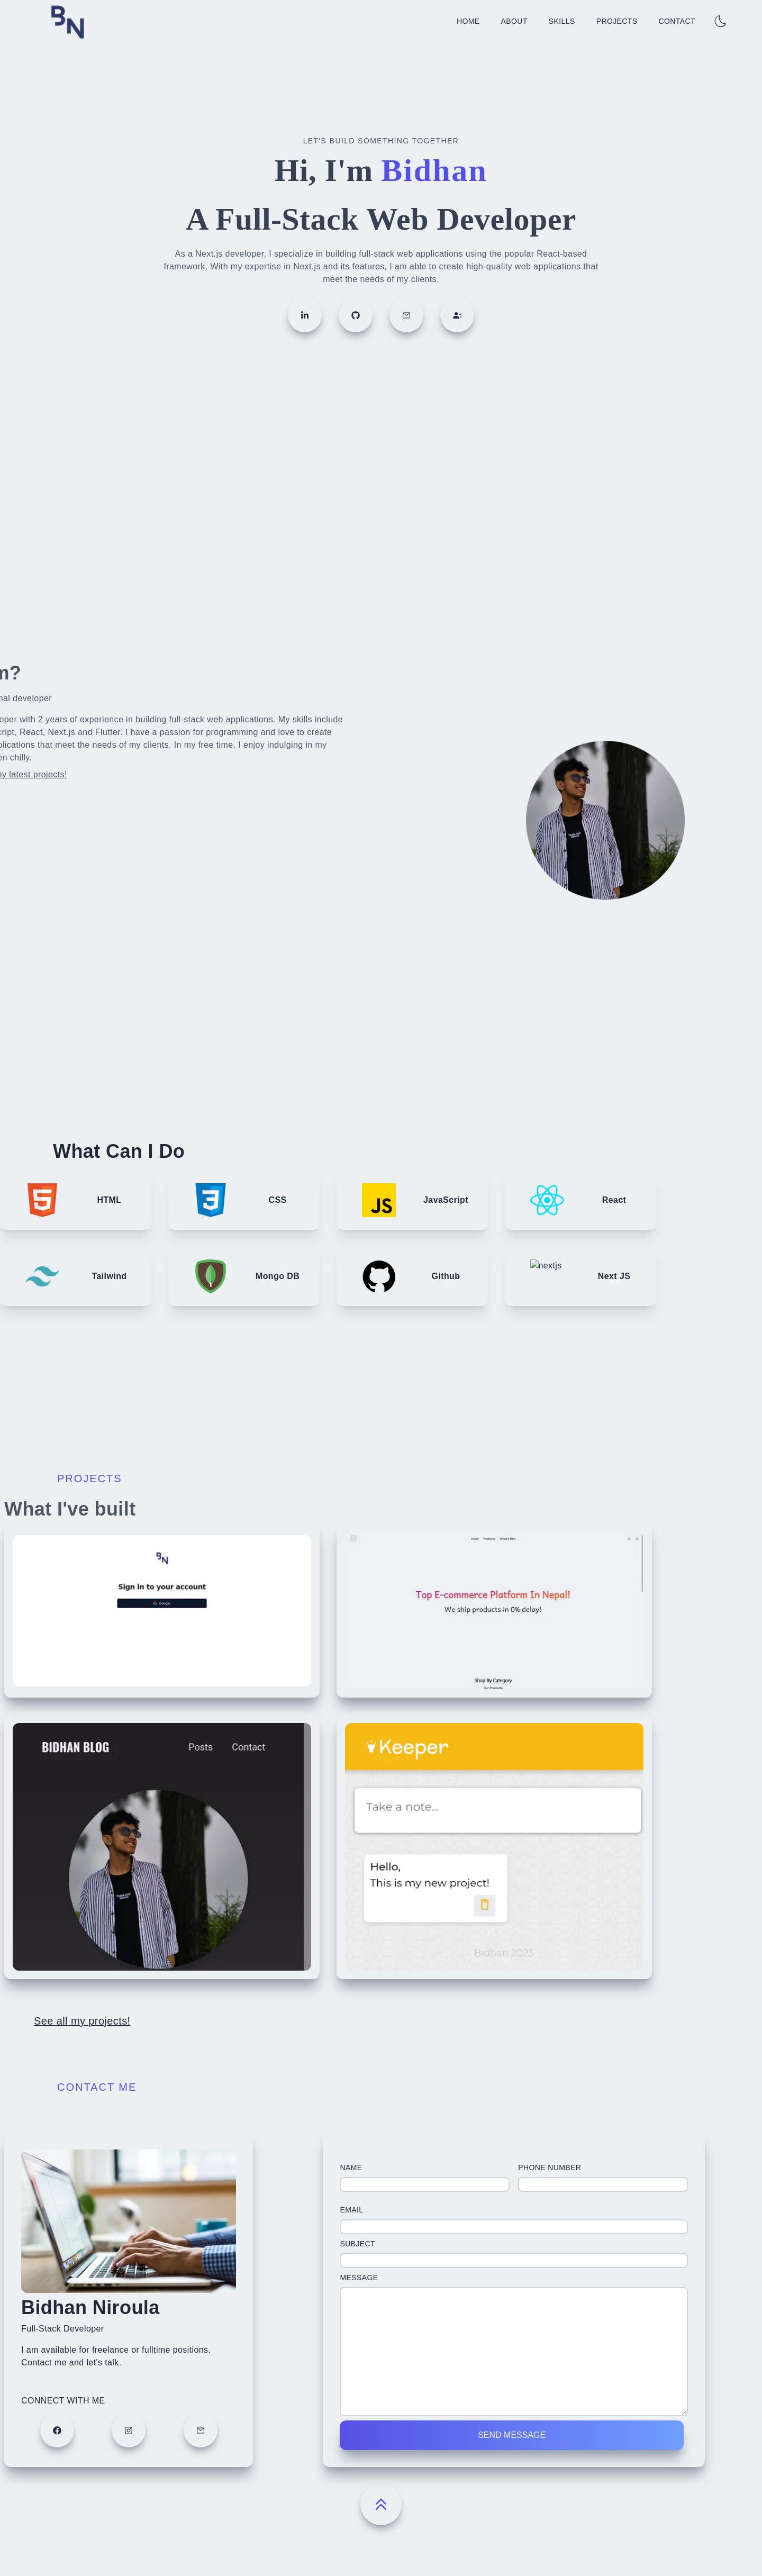 BN
HOME ABOUT SKILLS PROJECTS CONTACT
LET'S BUILD SOMETHING TOGETHER
Hi, I'm Bidhan
A Full-Stack Web Developer
As a Next.js developer, I specialize in building full-stack web applications using the popular React-based
framework. With my expertise in Next.js and its features, I am able to create high-quality web applications that
meet the needs of my clients.
in
m?
nal developer
oper with 2 years of experience in building full-stack web applications. My skills include
cript, React, Next.js and Flutter. I have a passion for programming and love to create
plications that meet the needs of my clients. In my free time, I enjoy indulging in my
en chilly.
ny latest projects!
What Can I Do
HTML
CSS
JS
JavaScript
React
Tailwind
Mongo DB
Github
nextjs
Next JS
PROJECTS
What I've built
BN
Sign in to your account
Google
Home Products What's New
Top E-commerce Platform In Nepal!
We ship products in 0% delay!
Shop By Category
Our Products
BIDHAN BLOG
Posts Contact
Keeper
Take a note...
Hello,
This is my new project!
Bidhan 2023
See all my projects!
CONTACT ME
Bidhan Niroula
Full-Stack Developer
I am available for freelance or fulltime positions.
Contact me and let's talk.
CONNECT WITH ME
NAME
PHONE NUMBER
EMAIL
SUBJECT
MESSAGE
SEND MESSAGE